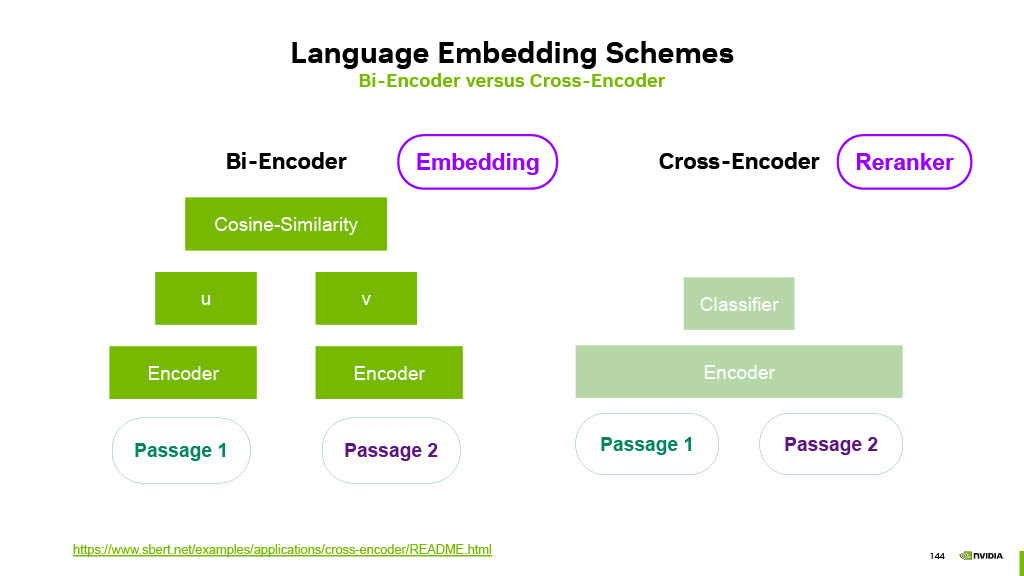 Language Embedding Schemes
Bi-Encoder versus Cross-Encoder
Bi-Encoder
Embedding
Cosine-Similarity
u
v
Encoder
Encoder
Passage 1
Passage 2
Cross-Encoder
Reranker
Classifier
Encoder
Passage 1
Passage 2
https://www.sbert.net/examples/applications/cross-encoder/README.html
144
NVIDIA